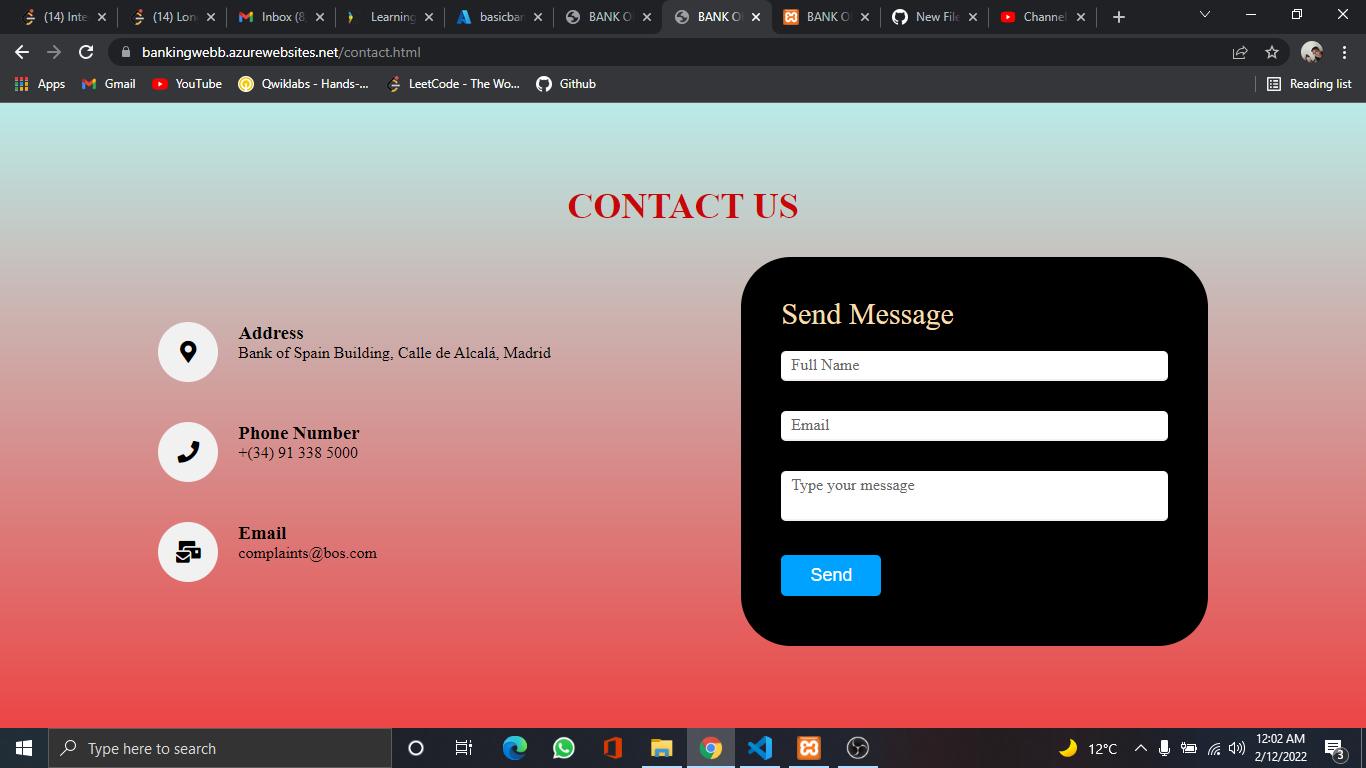 (14) Inte
(14) Lon
Inbox (8,
Learning
basicban
BANK O
BANK O
BANK O
New File
Channel
bankingwebb.azurewebsites.net/contact.html
Apps
Gmail
YouTube
Qwiklabs - Hands-...
LeetCode - The Wo...
Github
Reading list
CONTACT US
Address
Bank of Spain Building, Calle de Alcalá, Madrid
Phone Number
+(34) 91 338 5000
Email
complaints@bos.com
Send Message
Full Name
Email
Type your message
Send
Type here to search
12°C
12:02 AM
2/12/2022
3